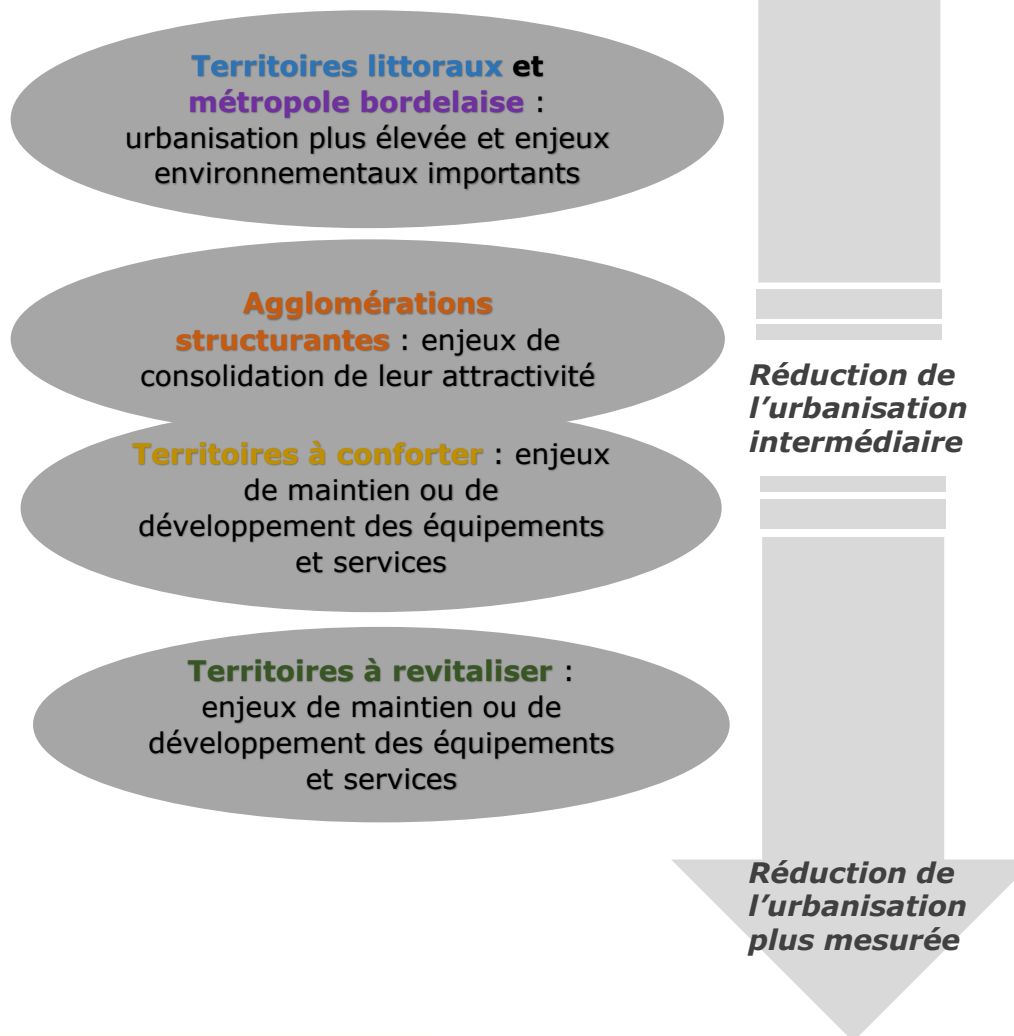 Territoires littoraux et
métropole bordelaise :
urbanisation plus élevée et enjeux
environnementaux importants
Agglomérations
structurantes : enjeux de
consolidation de leur attractivité
Réduction de
l’urbanisation
intermédiaire
Territoires à conforter : enjeux
de maintien ou de
développement des équipements
et services
Territoires à revitaliser :
enjeux de maintien ou de
développement des équipements
et services
Réduction de
l’urbanisation
plus mesurée